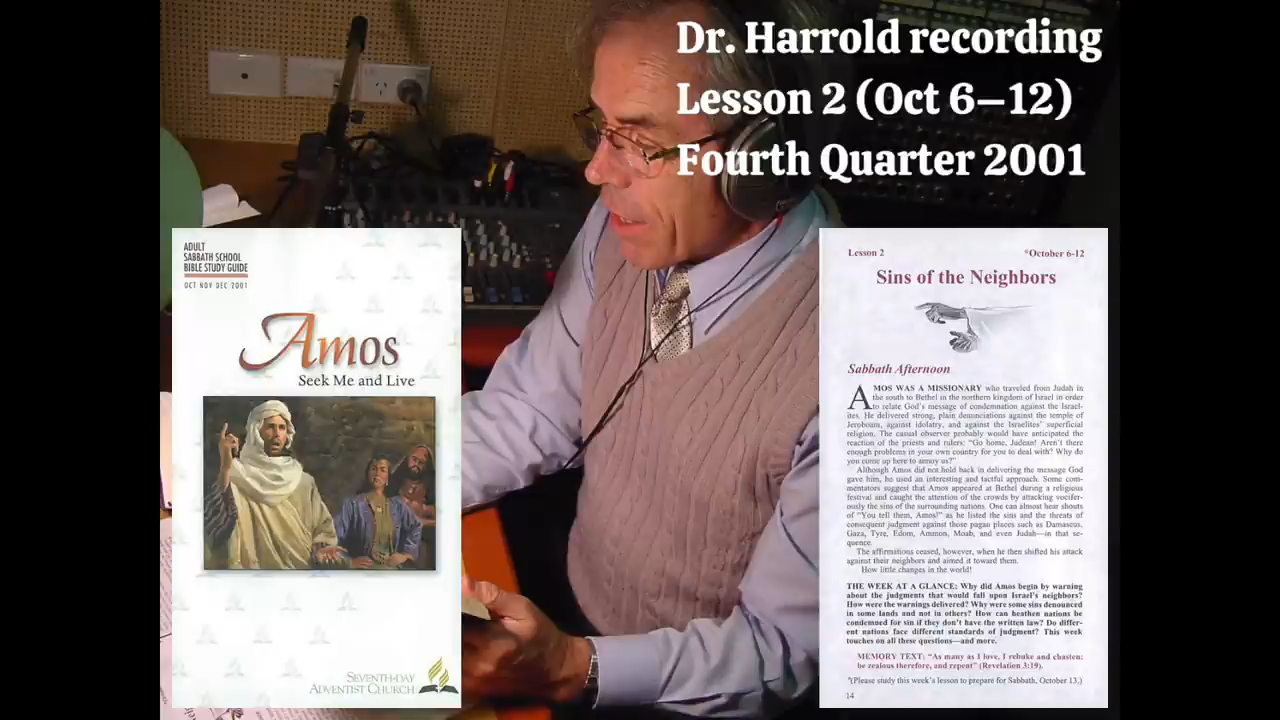 Dr. Harrold recording
Lesson 2 (Oct 6–12)
Fourth Quarter 2001
ADULT
SABBATH SCHOOL
BIBLE STUDY GUIDE
OCT NOV DEC 2001
Amos
Seek Me and Live
SEVENTH-DAY
ADVENTIST CHURCH
Lesson 2 *October 6-12
Sins of the Neighbors
Sabbath Afternoon
AMOS WAS A MISSIONARY who traveled from Judah in
the south to Bethel in the northern kingdom of Israel in order
to relate God's message of condemnation against the Israel-
ites. He delivered strong, plain denunciations against the temple of
Jeroboam, against idolatry, and against the Israelites' superficial
religion. The casual observer probably would have anticipated the
reaction of the priests and rulers: “Go home, Judean! Aren't there
enough problems in your own country for you to deal with? Why do
you come up here to annoy us?”
Although Amos did not hold back in delivering the message God
gave him, he used an interesting and tactful approach. Some com-
mentators suggest that Amos appeared at Bethel during a religious
festival and caught the attention of the crowds by attacking vocifer-
ously the sins of the surrounding nations. One can almost hear shouts
of “You tell them, Amos!” as he listed the sins and the threats of
consequent judgment against those pagan places such as Damascus,
Gaza, Tyre, Edom, Ammon, Moab, and even Judah—in that se-
quence.
The affirmations ceased, however, when he then shifted his attack
against their neighbors and aimed it toward them.
How little changes in the world!
THE WEEK AT A GLANCE: Why did Amos begin by warning
about the judgments that would fall upon Israel's neighbors?
How were the warnings delivered? Why were some sins denounced
in some lands and not in others? How can heathen nations be
condemned for sin if they don't have the written law? Do differ-
ent nations face different standards of judgment? This week
touches on all these questions—and more.
MEMORY TEXT: “As many as I love, I rebuke and chasten:
be zealous therefore, and repent” (Revelation 3:19).
*(Please study this week's lesson to prepare for Sabbath, October 13.)
14